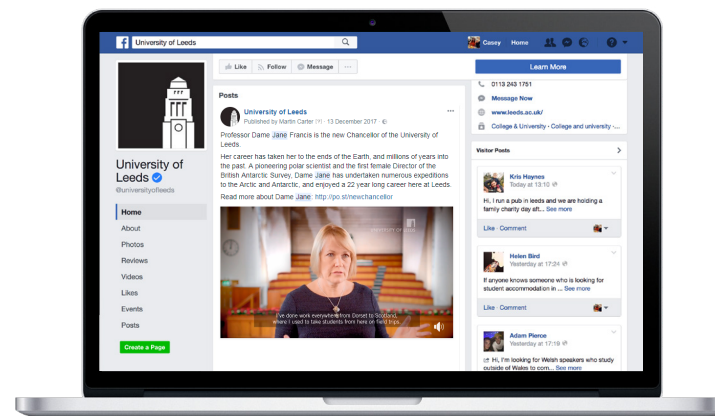 University of Leeds
Casey Home
Like Follow Message ...
Learn More
University of
Leeds
@universityofleeds
Home
About
Photos
Reviews
Videos
Likes
Events
Posts
Create a Page
Posts
University of Leeds
Published by Martin Carter · 13 December 2017 ·
Professor Dame Jane Francis is the new Chancellor of the University of
Leeds.
Her career has taken her to the ends of the Earth, and millions of years into
the past. A pioneering polar scientist and the first female Director of the
British Antarctic Survey, Dame Jane has undertaken numerous expeditions
to the Arctic and Antarctic, and enjoyed a 22 year long career here at Leeds.
Read more about Dame Jane: http://po.st/newchancellor
UNIVERSITY OF LEEDS
I've done work everywhere from Dorset to Scotland,
where I used to take students from here on field trips
0113 243 1751
Message Now
www.leeds.ac.uk/
College & University · College and university ·...
Visitor Posts
Kris Haynes
Today at 13:10
Hi, I run a pub in leeds and we are holding a
family charity day aft... See more
Like · Comment
Helen Bird
Yesterday at 17:24
If anyone knows someone who is looking for
student accommodation in ... See more
Like · Comment
Adam Pierce
Yesterday at 17:19
Hi, I'm looking for Welsh speakers who study
outside of Wales to com... See more